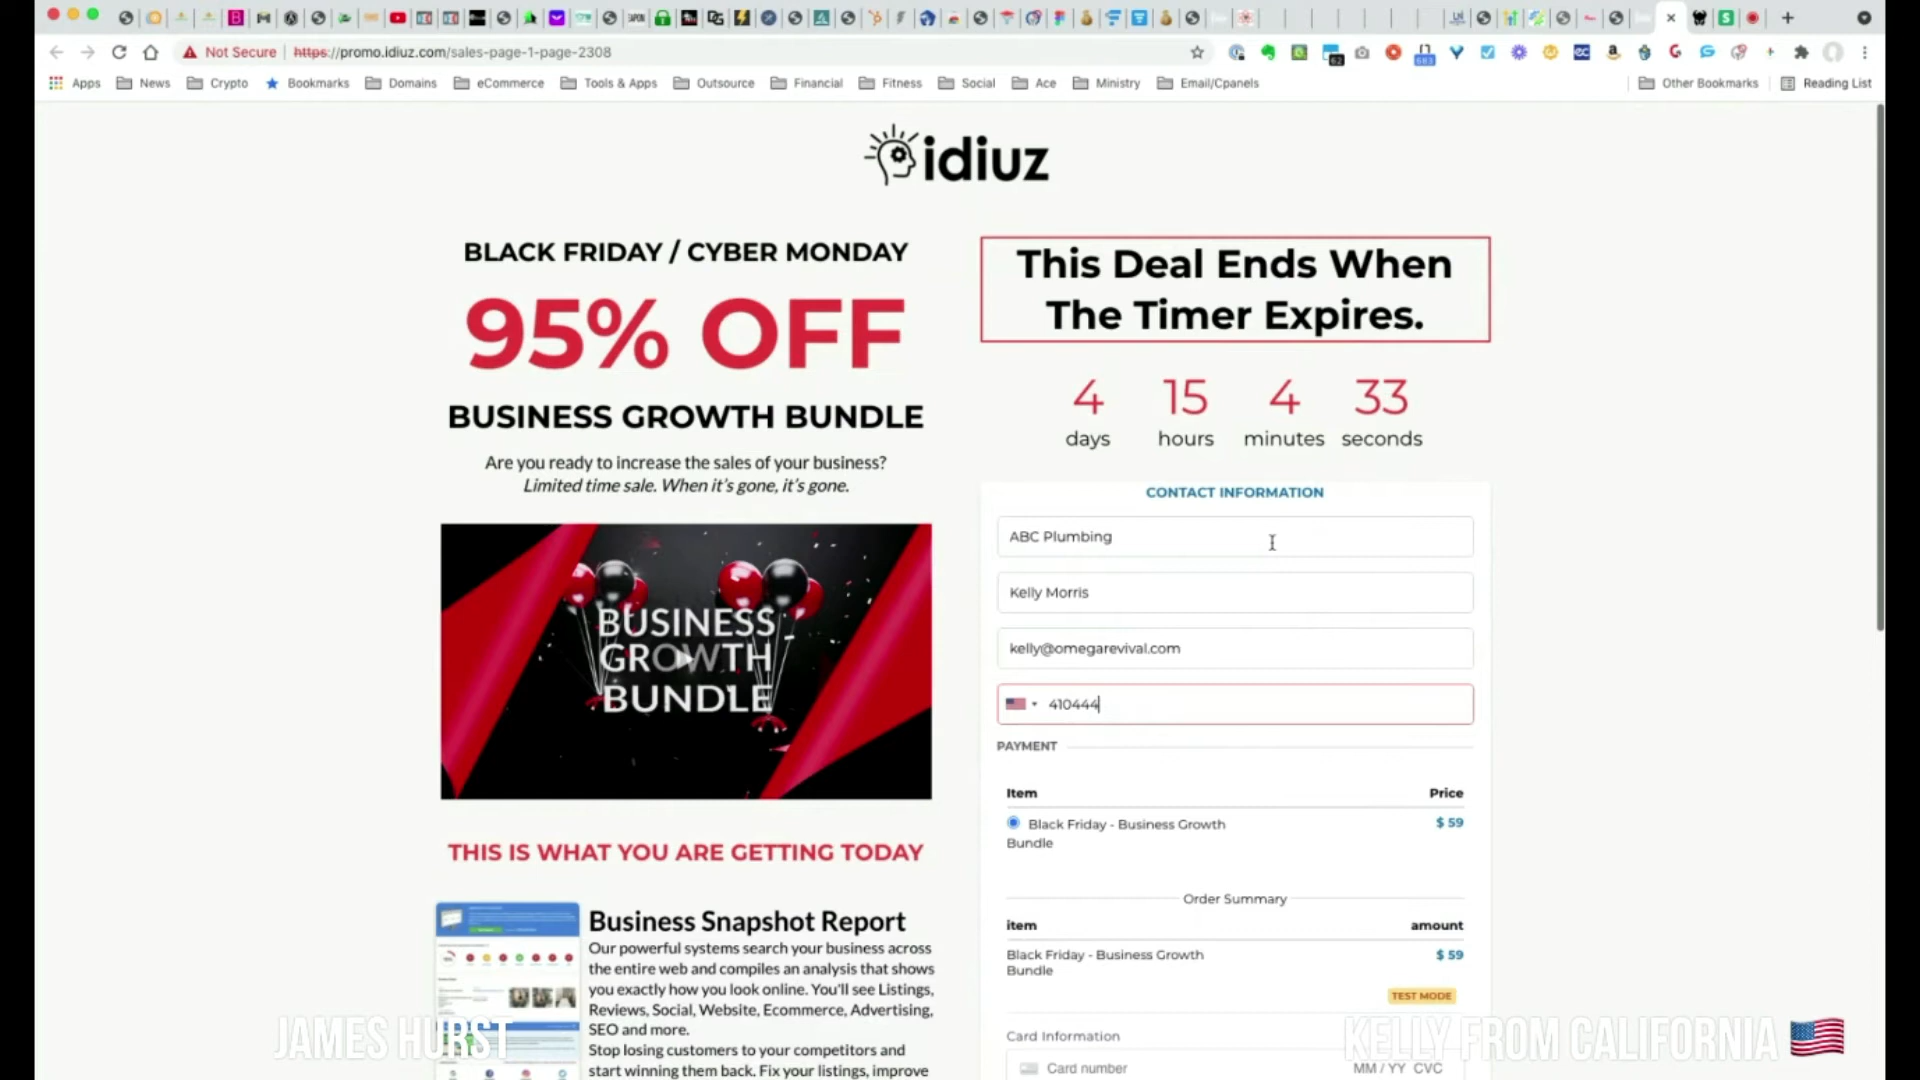 Not Secure https://promo.idiuz.com/sales-page-1-page-2308
Apps News Crypto Bookmarks Domains eCommerce Tools & Apps Outsource Financial Fitness Social Ace Ministry Email/Cpanels Other Bookmarks Reading List
idiuz
BLACK FRIDAY / CYBER MONDAY
95% OFF
BUSINESS GROWTH BUNDLE
Are you ready to increase the sales of your business?
Limited time sale. When it's gone, it's gone.
BUSINESS
GROWTH
BUNDLE
THIS IS WHAT YOU ARE GETTING TODAY
Business Snapshot Report
Our powerful systems search your business across
the entire web and compiles an analysis that shows
you exactly how you look online. You'll see Listings,
Reviews, Social, Website, Ecommerce, Advertising,
SEO and more.
Stop losing customers to your competitors and
start winning them back. Fix your listings, improve
This Deal Ends When
The Timer Expires.
4 15 4 33
days hours minutes seconds
CONTACT INFORMATION
ABC Plumbing
Kelly Morris
kelly@omegarevival.com
410444
PAYMENT
Item Price
Black Friday - Business Growth $ 59
Bundle
Order Summary
item amount
Black Friday - Business Growth $ 59
Bundle
TEST MODE
Card Information
Card number MM / YY CVC
JAMES HURST
KELLY FROM CALIFORNIA